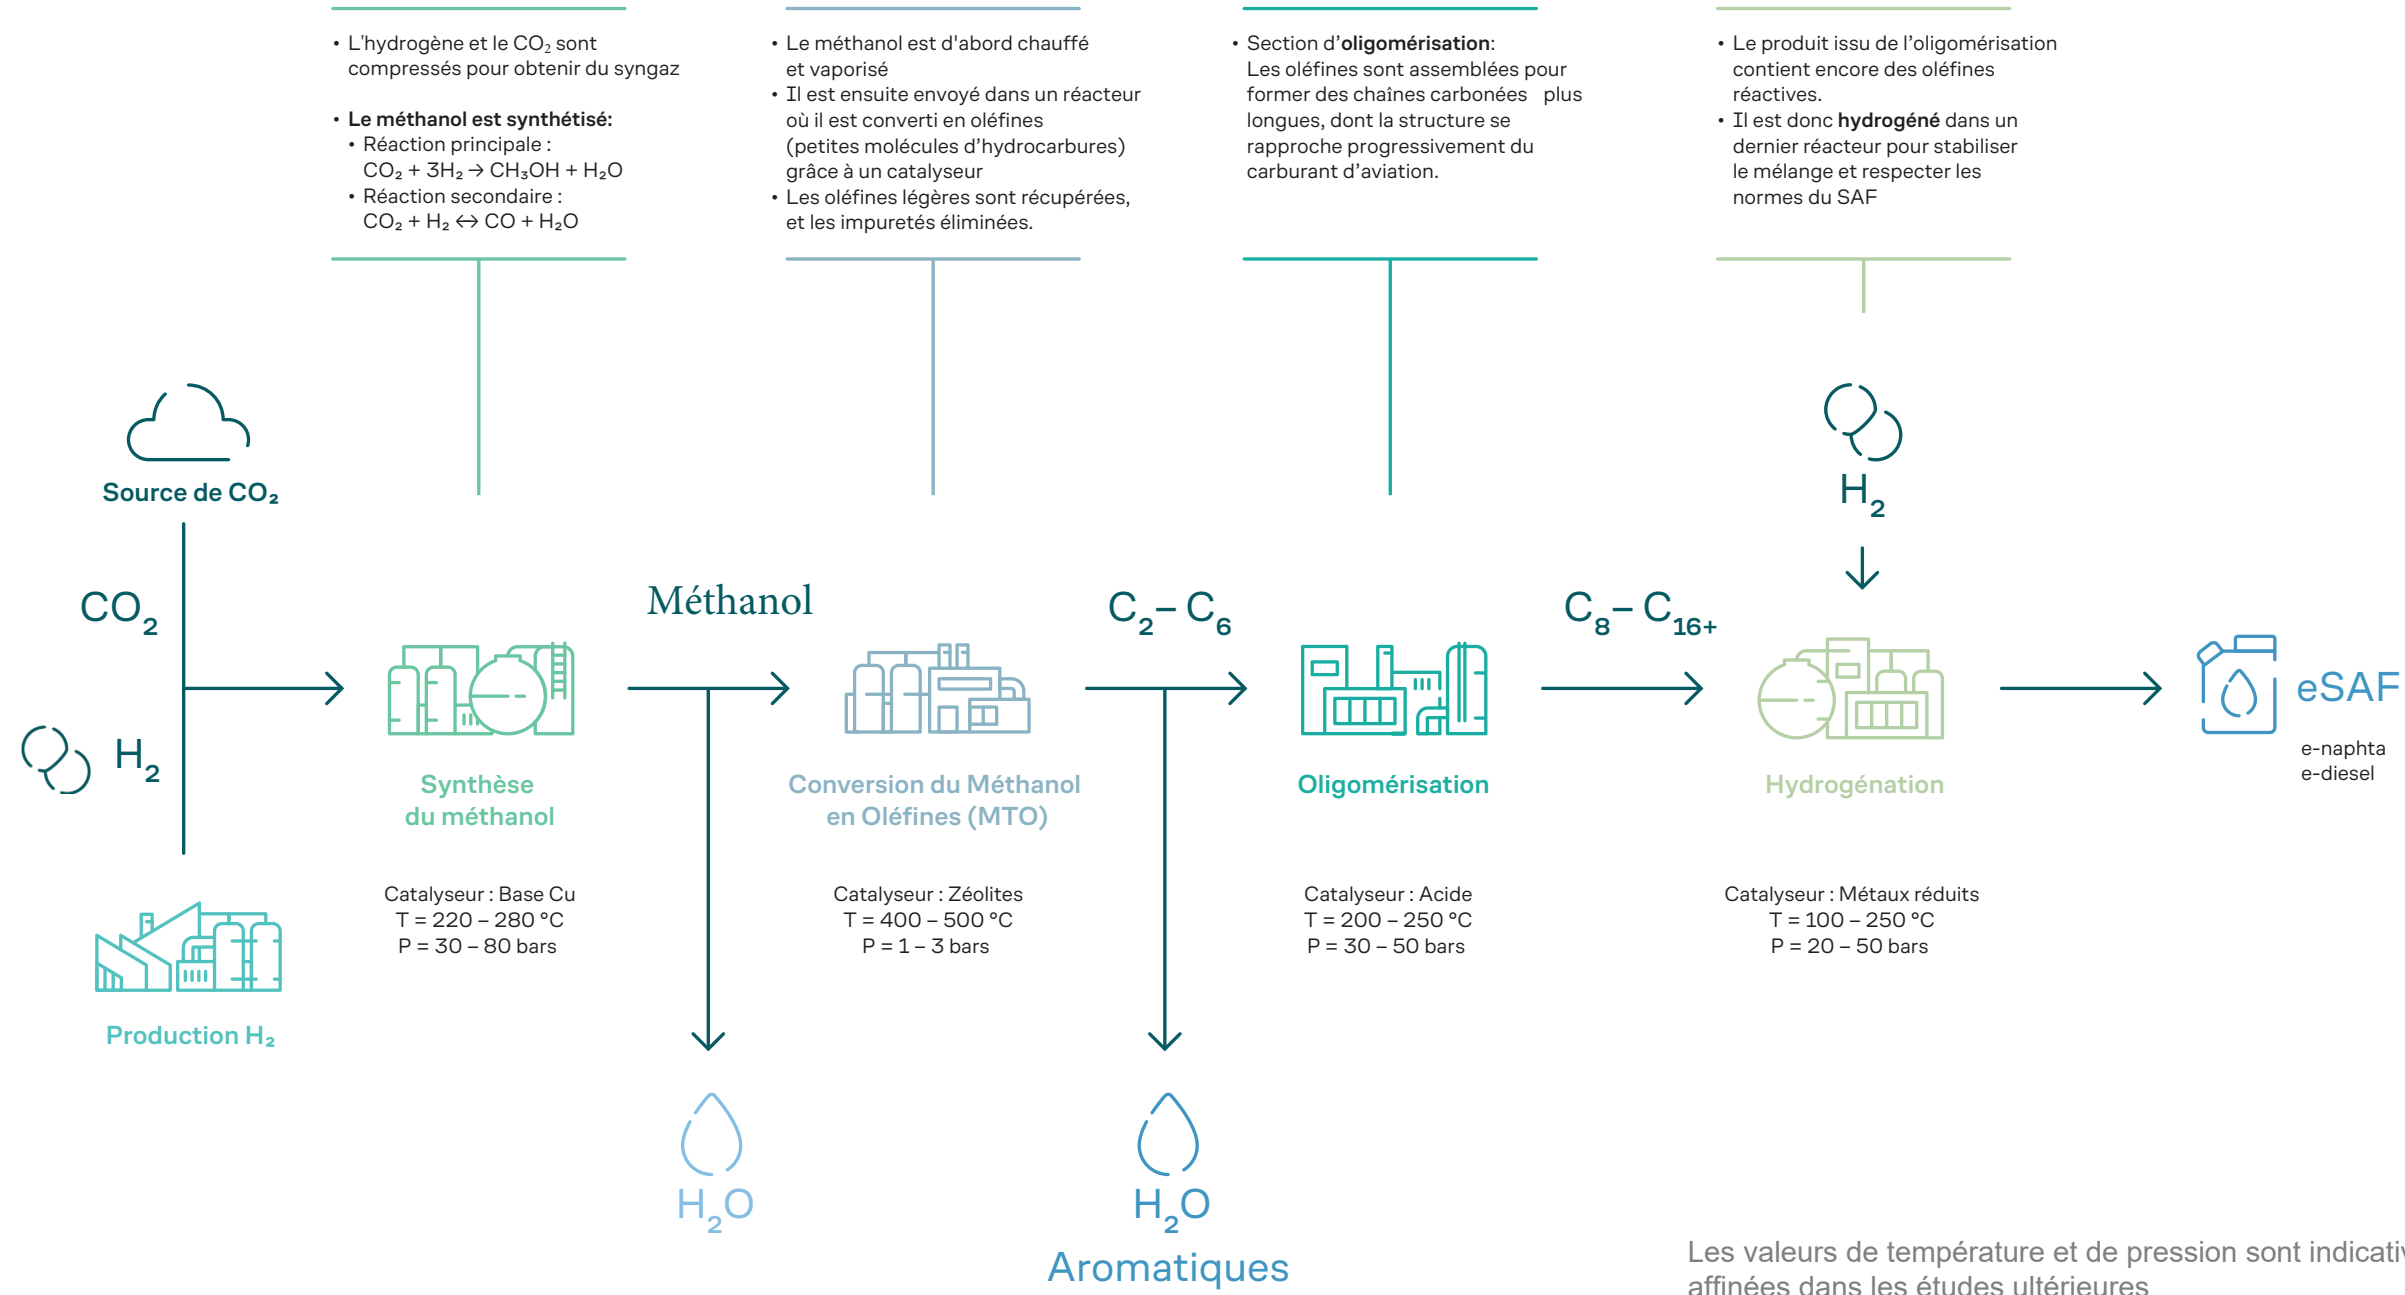 • L'hydrogène et le CO₂ sont
compressés pour obtenir du syngaz
• Le méthanol est synthétisé:
• Réaction principale :
CO₂ + 3H₂ → CH₃OH + H₂O
• Réaction secondaire :
CO₂ + H₂ ↔ CO + H₂O
• Le méthanol est d'abord chauffé
et vaporisé
• Il est ensuite envoyé dans un réacteur
où il est converti en oléfines
(petites molécules d'hydrocarbures)
grâce à un catalyseur
• Les oléfines légères sont récupérées,
et les impuretés éliminées.
• Section d'oligomérisation:
Les oléfines sont assemblées pour
former des chaînes carbonées plus
longues, dont la structure se
rapproche progressivement du
carburant d'aviation.
• Le produit issu de l'oligomérisation
contient encore des oléfines
réactives.
• Il est donc hydrogéné dans un
dernier réacteur pour stabiliser
le mélange et respecter les
normes du SAF
Source de CO₂
CO₂
H₂
Production H₂
Synthèse
du méthanol
Catalyseur : Base Cu
T = 220 – 280 °C
P = 30 – 80 bars
Méthanol
H₂O
Conversion du Méthanol
en Oléfines (MTO)
Catalyseur : Zéolites
T = 400 – 500 °C
P = 1 – 3 bars
C₂– C₆
H₂O
Aromatiques
Oligomérisation
Catalyseur : Acide
T = 200 – 250 °C
P = 30 – 50 bars
C₈– C₁₆₊
H₂
Hydrogénation
Catalyseur : Métaux réduits
T = 100 – 250 °C
P = 20 – 50 bars
eSAF
e-naphta
e-diesel
Les valeurs de température et de pression sont
affinées dans les études ultérieures